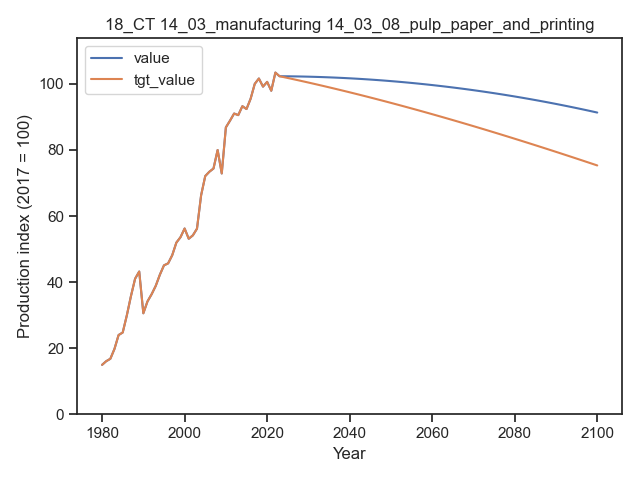 18_CT 14_03_manufacturing 14_03_08_pulp_paper_and_printing
value
tgt_value
Production index (2017 = 100)
100
80
60
40
20
0
1980 2000 2020 2040 2060 2080 2100
Year